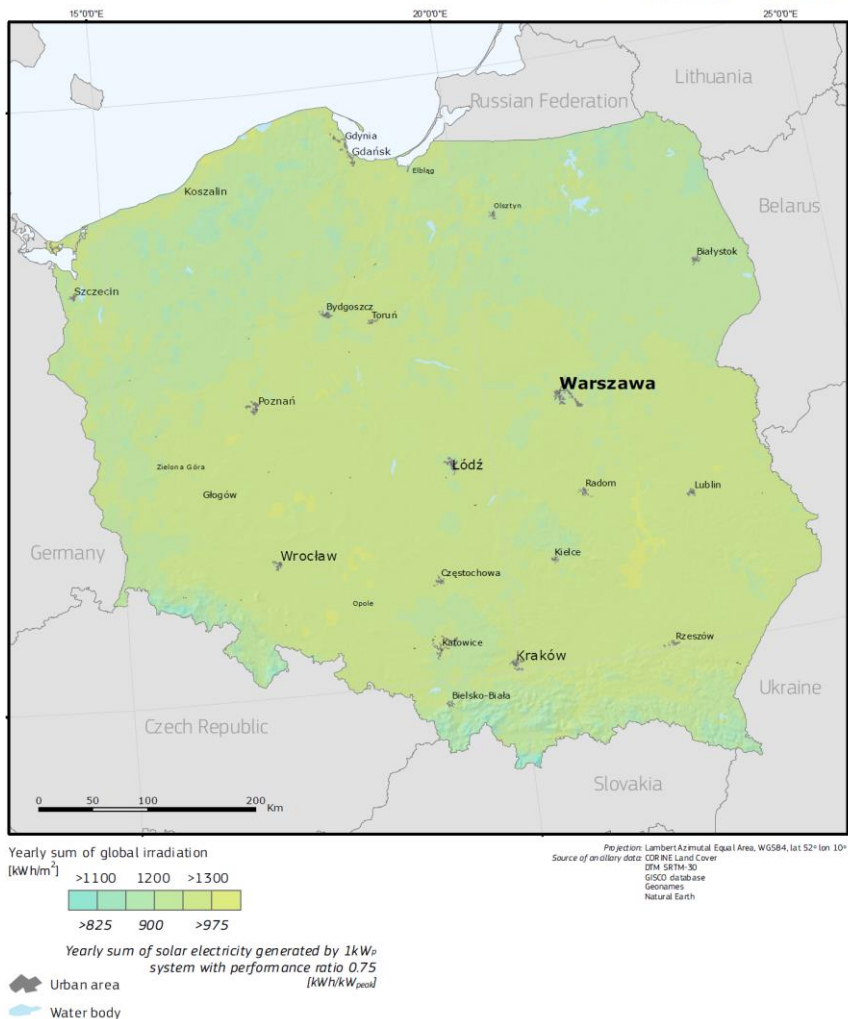 15°0'0"E 20°0'0"E 25°0'0"E
Lithuania
Russian Federation
Gdynia
Gdańsk
Elbląg
Koszalin
Olsztyn
Belarus
Białystok
Szczecin
Bydgoszcz
Toruń
Warszawa
Poznań
Zielona Góra
Łódź
Głogów
Radom
Lublin
Germany
Wrocław
Kielce
Częstochowa
Opole
Katowice
Kraków
Rzeszów
Bielsko-Biała
Ukraine
Czech Republic
Slovakia
0 50 100 200
Km
Yearly sum of global irradiation
[kWh/m²]
>1100 1200 >1300
>825 900 >975
Yearly sum of solar electricity generated by 1kWp
system with performance ratio 0.75
[kWh/kWpeak]
Urban area
Water body
Projection: Lambert Azimutal Equal Area, WGS84, lat 52° lon 10°
Source of ancillary data: CORINE Land Cover
DTM SRTM-30
GISCO database
Geonames
Natural Earth